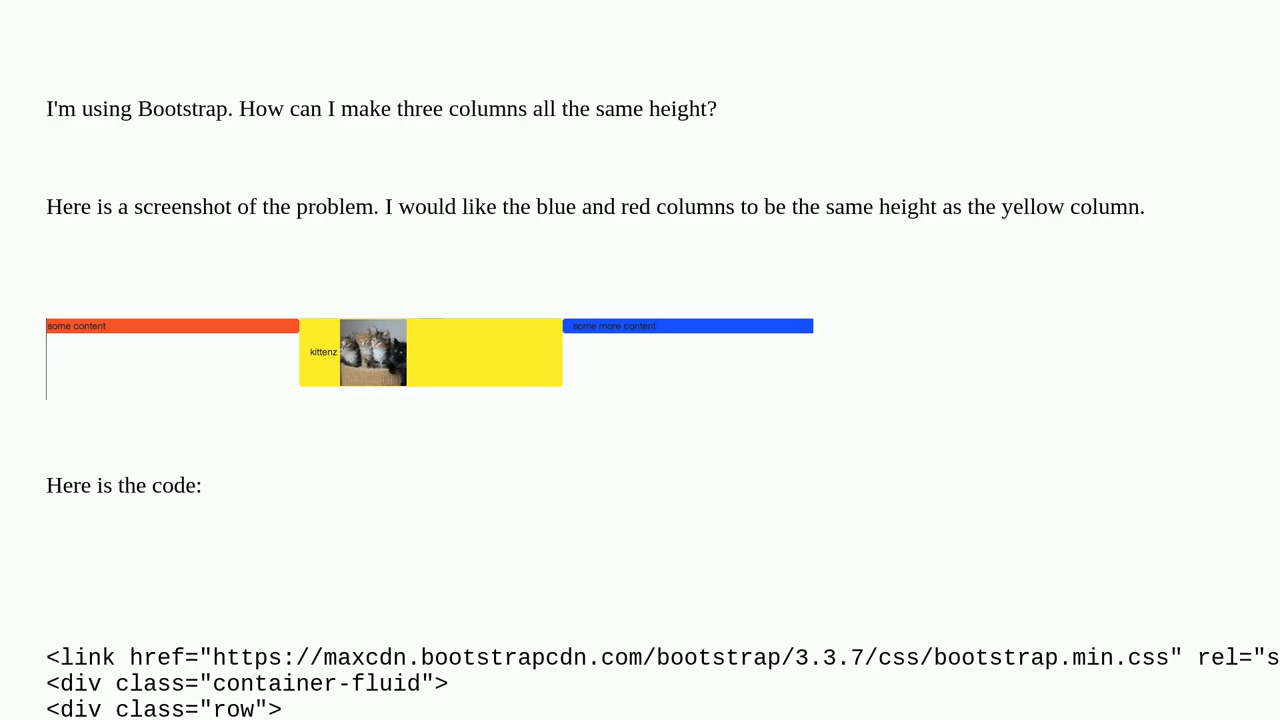 I'm using Bootstrap. How can I make three columns all the same height?
Here is a screenshot of the problem. I would like the blue and red columns to be the same height as the yellow column.
some content
kittenz
some more content
Here is the code:
<link href="https://maxcdn.bootstrapcdn.com/bootstrap/3.3.7/css/bootstrap.min.css" rel="s
<div class="container-fluid">
<div class="row">